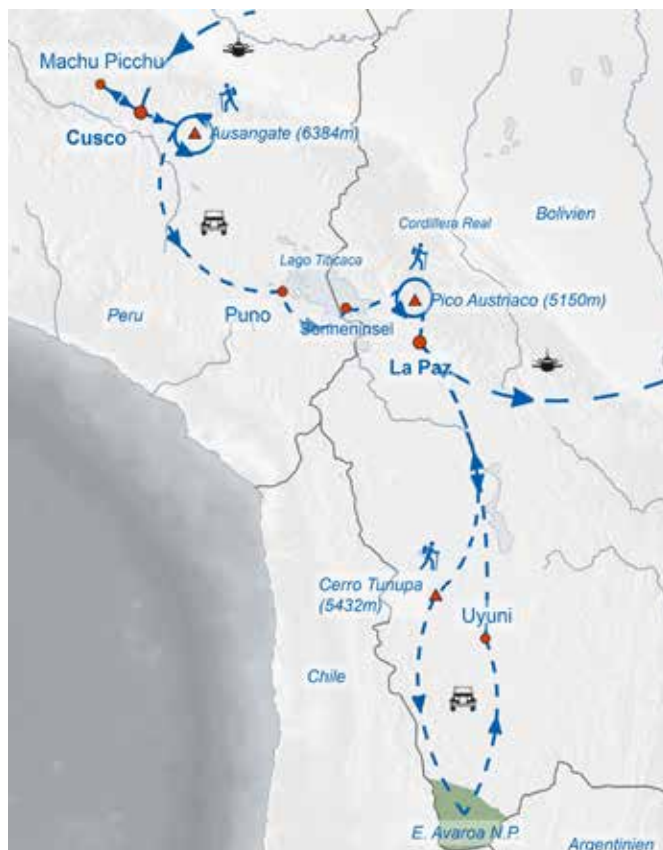 Machu Picchu
Cusco
Ausangate (6384m)
Bolivien
Cordillera Real
Lago Titicaca
Pico Austriaco (5150m)
Peru
Puno
Sonneninsel
La Paz
Cerro Tunupa
(5432m)
Uyuni
Chile
E. Avaroa N.P.
Argentinien